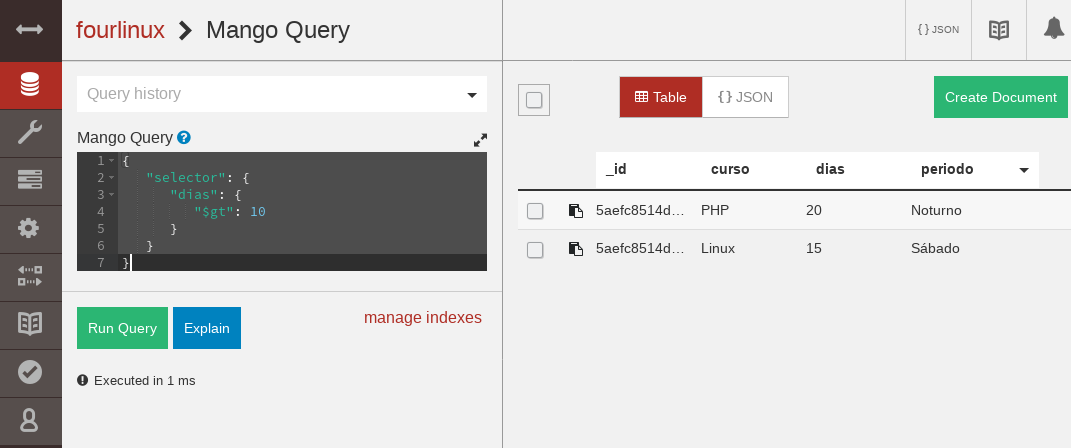 fourlinux > Mango Query
{ } JSON
Query history
Mango Query ?
1 {
2 "selector": {
3 "dias": {
4 "$gt": 10
5 }
6 }
7 }
Run Query Explain manage indexes
Executed in 1 ms
Table {} JSON Create Document
_id curso dias periodo
5aefc8514d… PHP 20 Noturno
5aefc8514d… Linux 15 Sábado